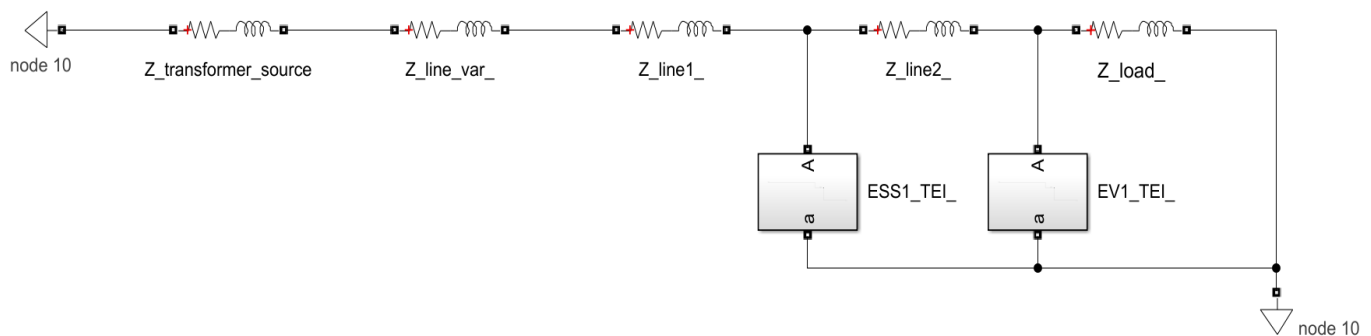 node 10
Z_transformer_source
Z_line_var_
Z_line1_
Z_line2_
Z_load_
A
a
ESS1_TEI_
A
a
EV1_TEI_
node 10